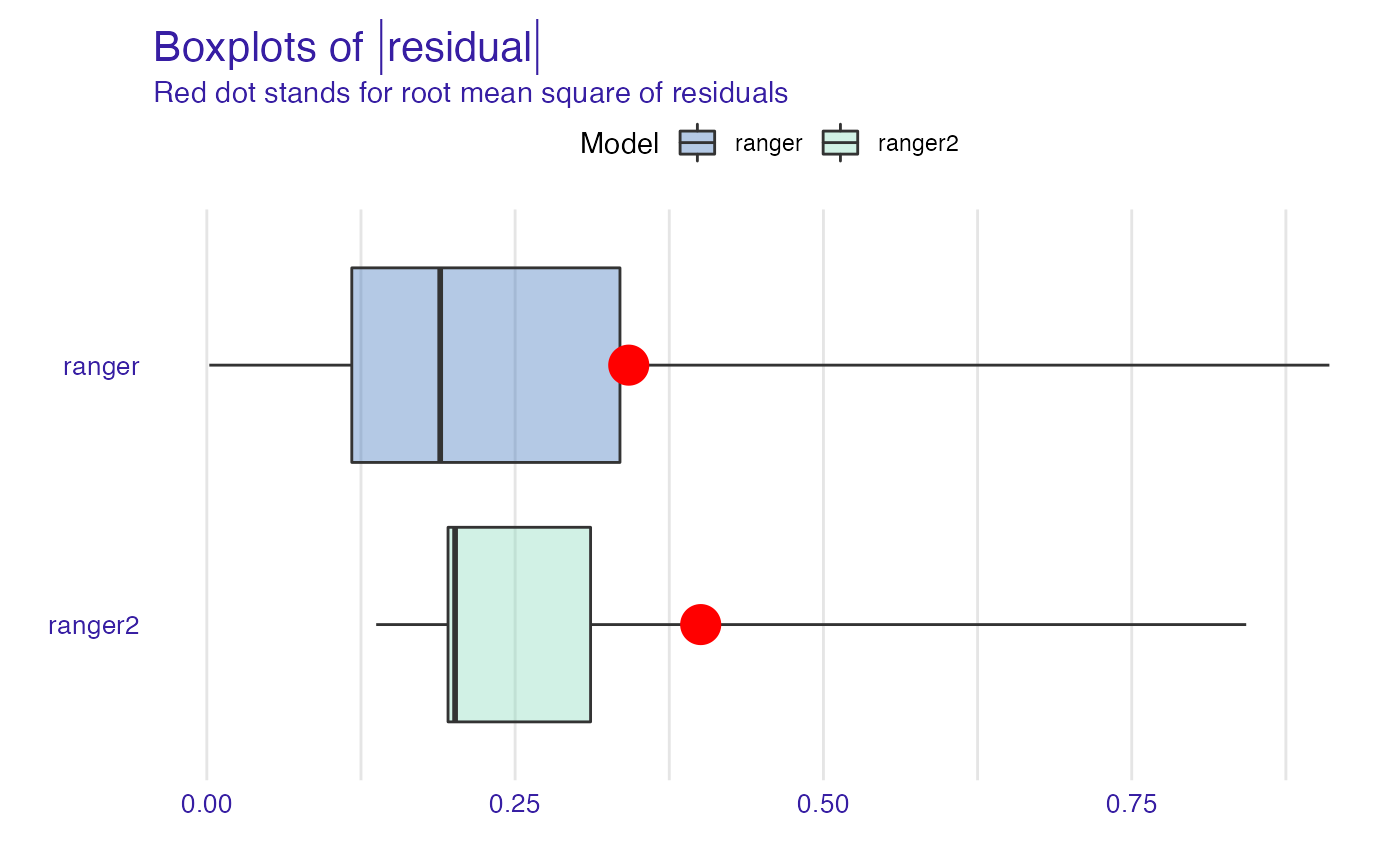 Boxplots of |residual|
Red dot stands for root mean square of residuals
Model ranger ranger2
ranger
ranger2
0.00 0.25 0.50 0.75